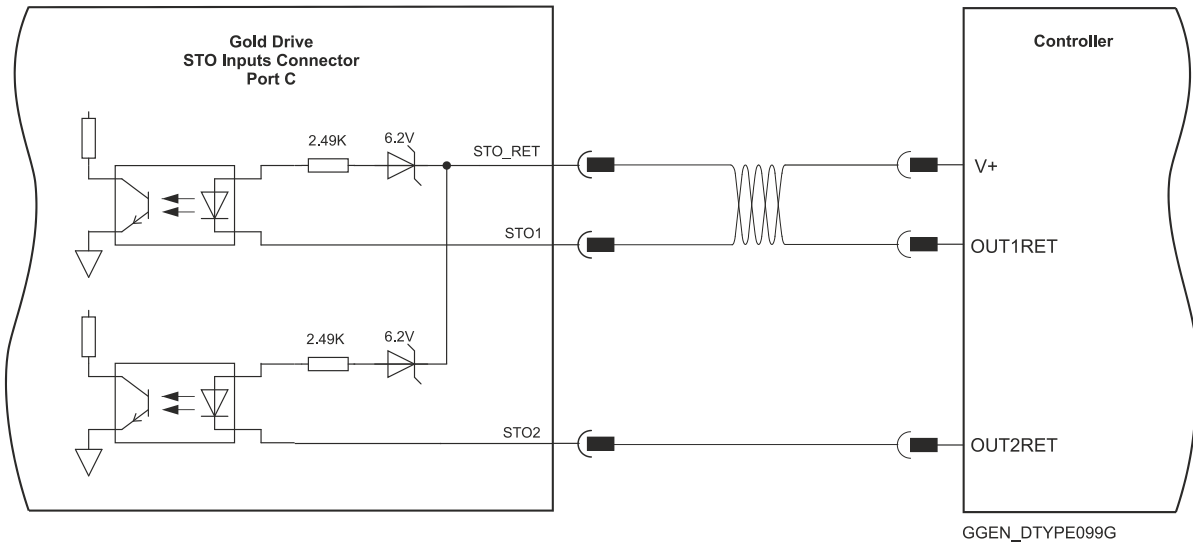 Gold Drive
STO Inputs Connector
Port C
Controller
2.49K
6.2V
STO_RET
V+
STO1
OUT1RET
2.49K
6.2V
STO2
OUT2RET
GGEN_DTYPE099G